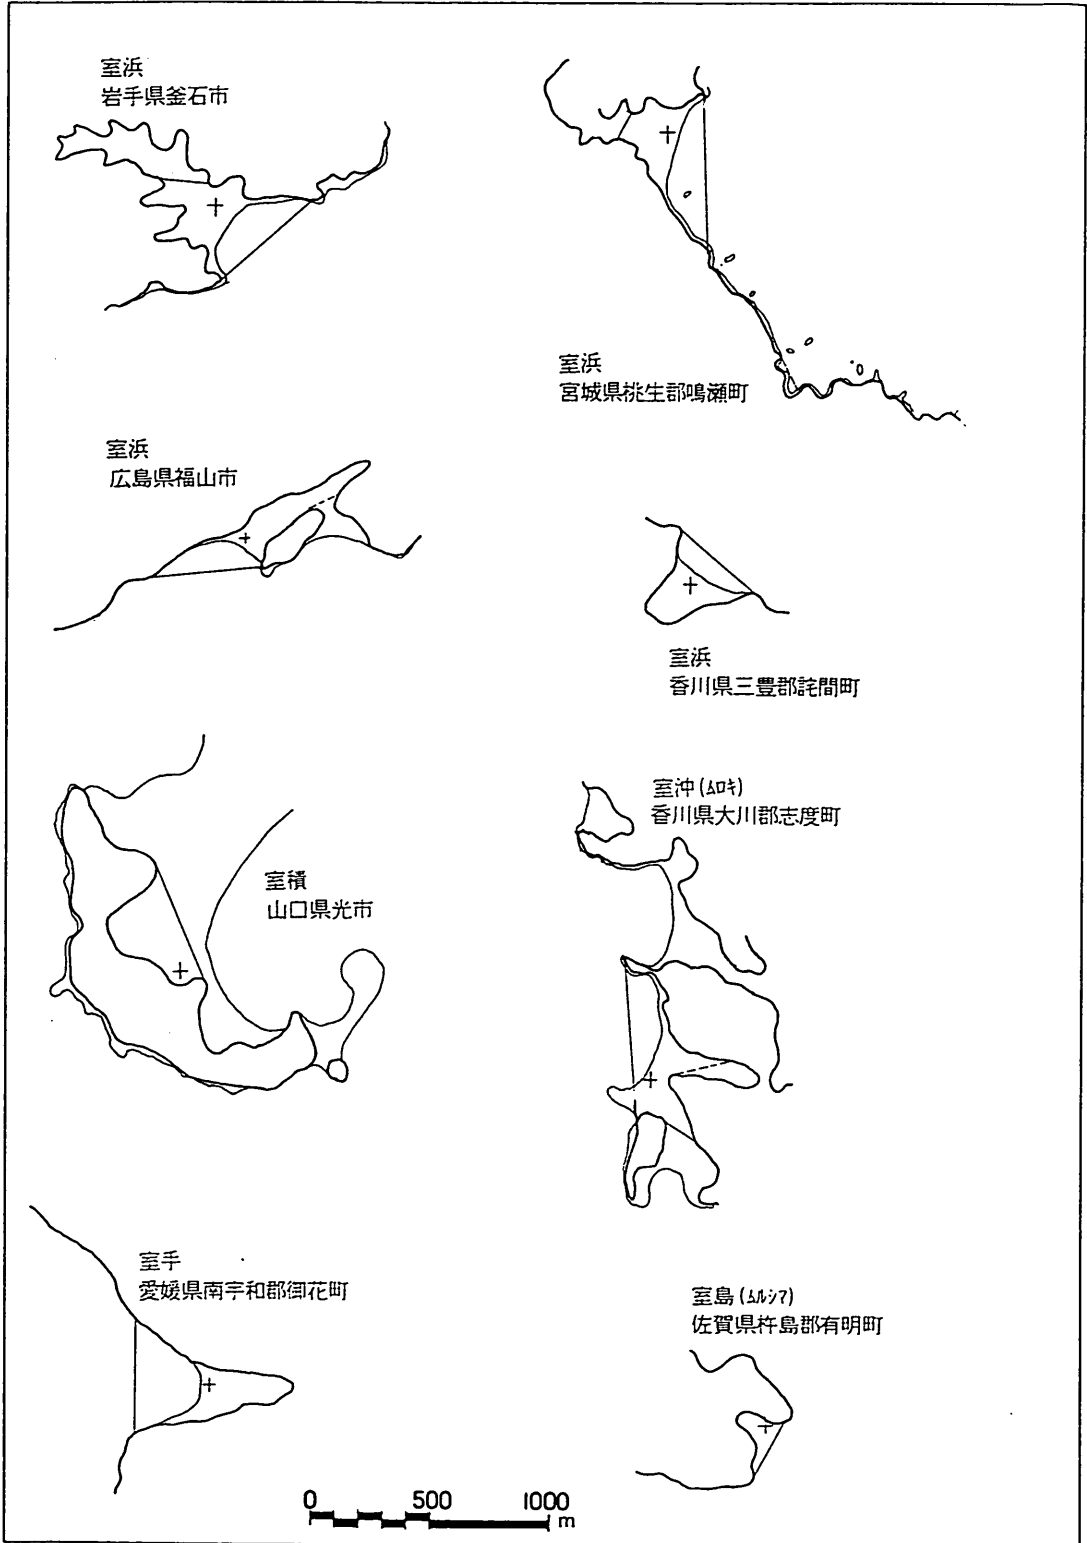 室浜
岩手県釜石市
室浜
宮城県桃生郡鳴瀬町
室浜
広島県福山市
室浜
香川県三豊郡詫間町
室積
山口県光市
室沖(ムロキ)
香川県大川郡志度町
室手
愛媛県南宇和郡御花町
室島(ムルシマ)
佐賀県杵島郡有明町
0 500 1000
m